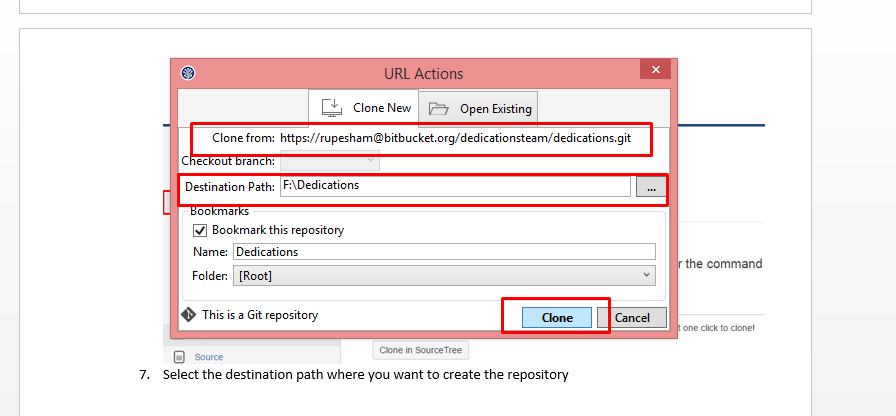 URL Actions
Clone New
Open Existing
Clone from: https://rupesham@bitbucket.org/dedicationsteam/dedications.git
Checkout branch:
Destination Path: F:\Dedications ...
Bookmarks
Bookmark this repository
Name: Dedications
r the command
Folder: [Root]
This is a Git repository
Clone
Cancel
t one click to clone!
Clone in SourceTree
Source
7. Select the destination path where you want to create the repository